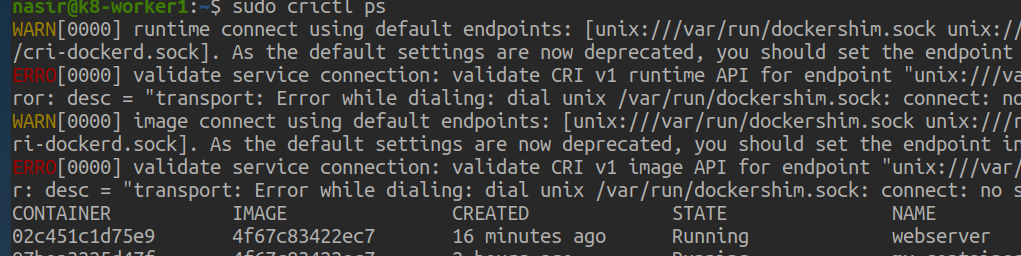 nasir@k8-worker1:~$ sudo crictl ps
WARN[0000] runtime connect using default endpoints: [unix:///var/run/dockershim.sock unix://
/cri-dockerd.sock]. As the default settings are now deprecated, you should set the endpoint
ERRO[0000] validate service connection: validate CRI v1 runtime API for endpoint "unix:///va
ror: desc = "transport: Error while dialing: dial unix /var/run/dockershim.sock: connect: no
WARN[0000] image connect using default endpoints: [unix:///var/run/dockershim.sock unix:///r
ri-dockerd.sock]. As the default settings are now deprecated, you should set the endpoint in
ERRO[0000] validate service connection: validate CRI v1 image API for endpoint "unix:///var/
r: desc = "transport: Error while dialing: dial unix /var/run/dockershim.sock: connect: no s
CONTAINER IMAGE CREATED STATE NAME
02c451c1d75e9 4f67c83422ec7 16 minutes ago Running webserver